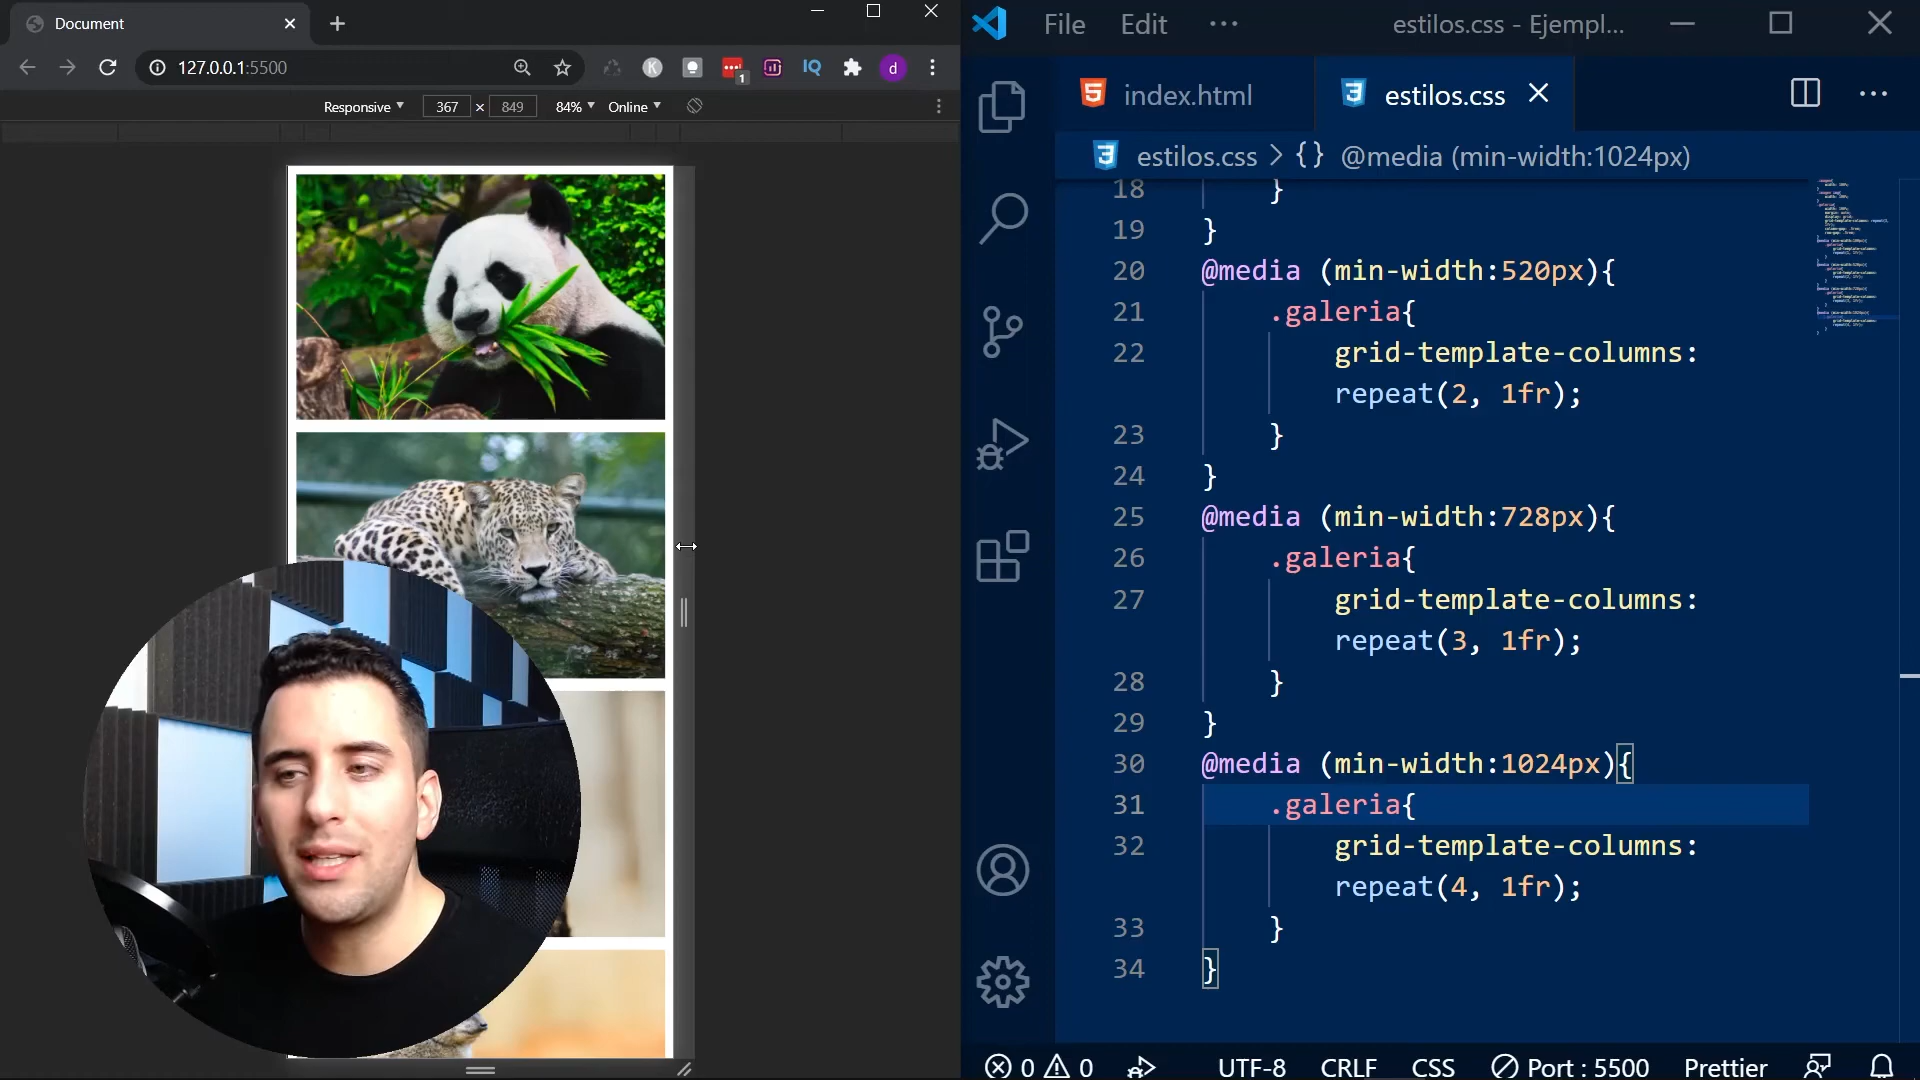 Document
127.0.0.1:5500
K
1
IQ
d
Responsive 367 × 849 84% Online
File Edit ···
estilos.css - Ejempl...
index.html
estilos.css
estilos.css > {} @media (min-width:1024px)
18 }
19 }
20 @media (min-width:520px){
21 .galeria{
22 grid-template-columns:
repeat(2, 1fr);
23 }
24 }
25 @media (min-width:728px){
26 .galeria{
27 grid-template-columns:
repeat(3, 1fr);
28 }
29 }
30 @media (min-width:1024px){
31 .galeria{
32 grid-template-columns:
repeat(4, 1fr);
33 }
34 }
0 0 UTF-8 CRLF CSS Port : 5500 Prettier